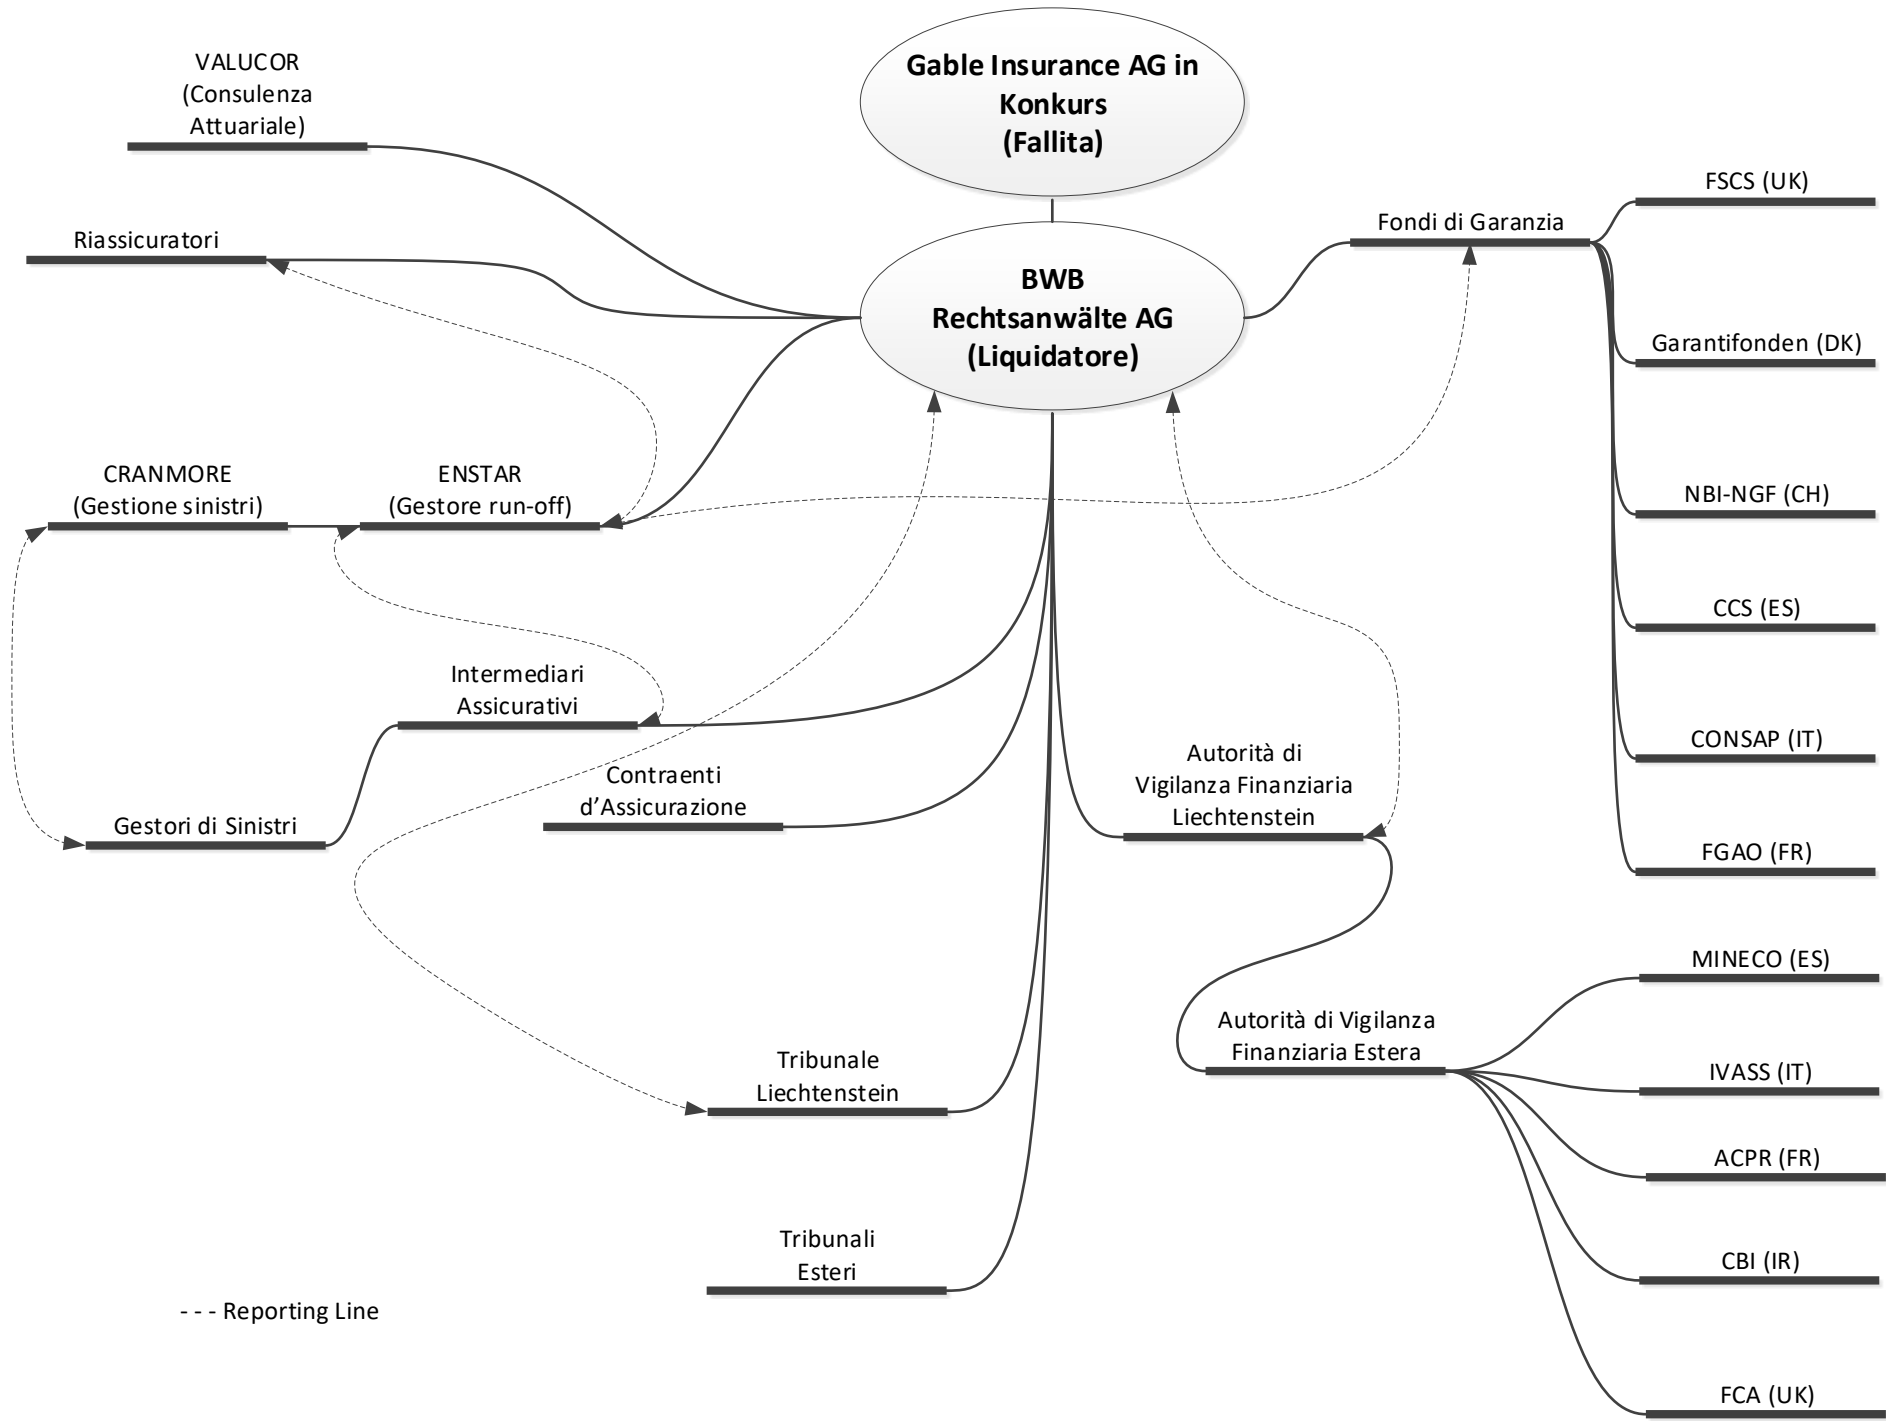 Gable Insurance AG in
Konkurs
(Fallita)
BWB
Rechtsanwälte AG
(Liquidatore)
VALUCOR
(Consulenza
Attuariale)
Riassicuratori
CRANMORE
(Gestione sinistri)
ENSTAR
(Gestore run-off)
Intermediari
Assicurativi
Gestori di Sinistri
Contraenti
d’Assicurazione
Tribunale
Liechtenstein
Tribunali
Esteri
Autorità di
Vigilanza Finanziaria
Liechtenstein
Autorità di Vigilanza
Finanziaria Estera
Fondi di Garanzia
FSCS (UK)
Garantifonden (DK)
NBI-NGF (CH)
CCS (ES)
CONSAP (IT)
FGAO (FR)
MINECO (ES)
IVASS (IT)
ACPR (FR)
CBI (IR)
FCA (UK)
- - - Reporting Line